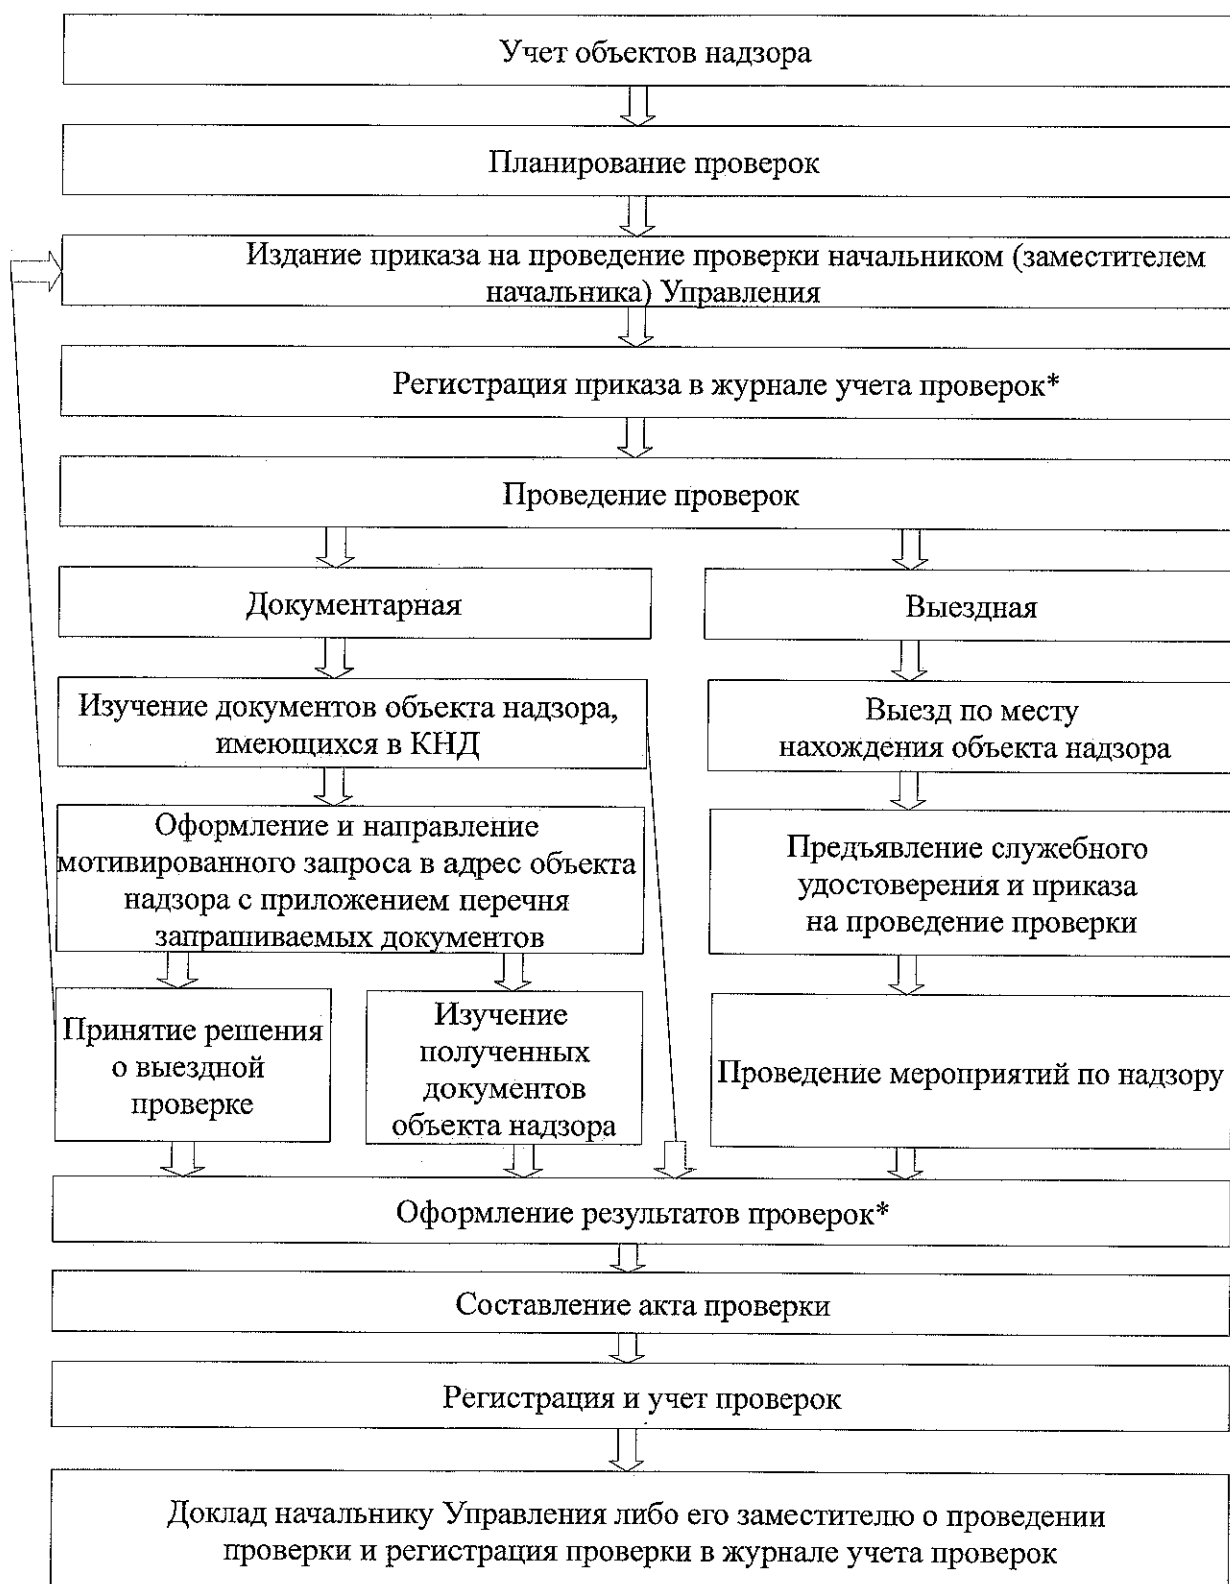 Учет объектов надзора
Планирование проверок
Издание приказа на проведение проверки начальником (заместителем
начальника) Управления
Регистрация приказа в журнале учета проверок*
Проведение проверок
Документарная
Выездная
Изучение документов объекта надзора,
имеющихся в КНД
Выезд по месту
нахождения объекта надзора
Оформление и направление
мотивированного запроса в адрес объекта
надзора с приложением перечня
запрашиваемых документов
Предъявление служебного
удостоверения и приказа
на проведение проверки
Принятие решения
о выездной
проверке
Изучение
полученных
документов
объекта надзора
Проведение мероприятий по надзору
Оформление результатов проверок*
Составление акта проверки
Регистрация и учет проверок
Доклад начальнику Управления либо его заместителю о проведении
проверки и регистрация проверки в журнале учета проверок